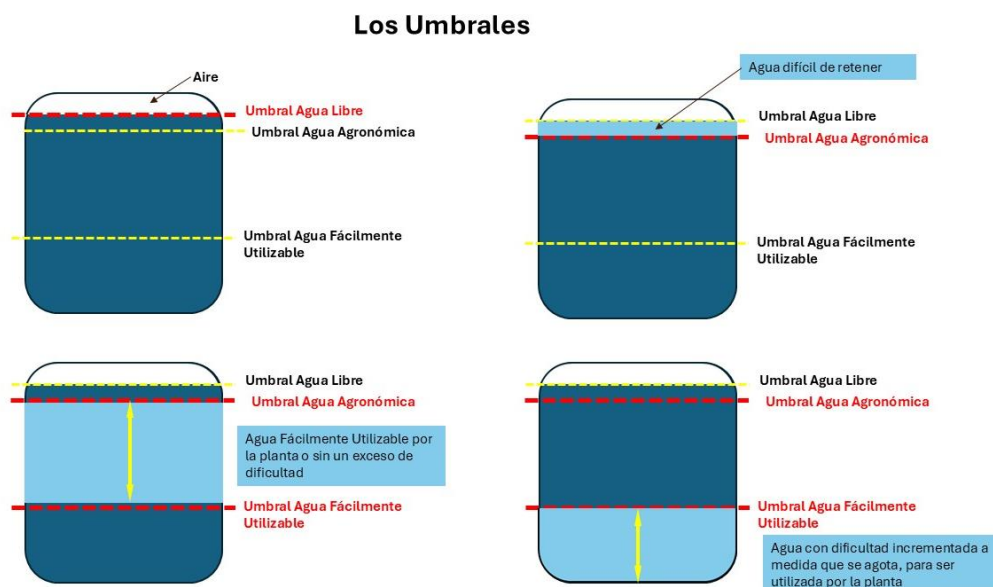 Los Umbrales
Aire
Umbral Agua Libre
Umbral Agua Agronómica
Umbral Agua Fácilmente
Utilizable
Agua difícil de retener
Umbral Agua Libre
Umbral Agua Agronómica
Umbral Agua Fácilmente
Utilizable
Umbral Agua Libre
Umbral Agua Agronómica
Agua Fácilmente Utilizable por
la planta o sin un exceso de
dificultad
Umbral Agua Fácilmente
Utilizable
Umbral Agua Libre
Umbral Agua Agronómica
Umbral Agua Fácilmente
Utilizable
Agua con dificultad incrementada a
medida que se agota, para ser
utilizada por la planta